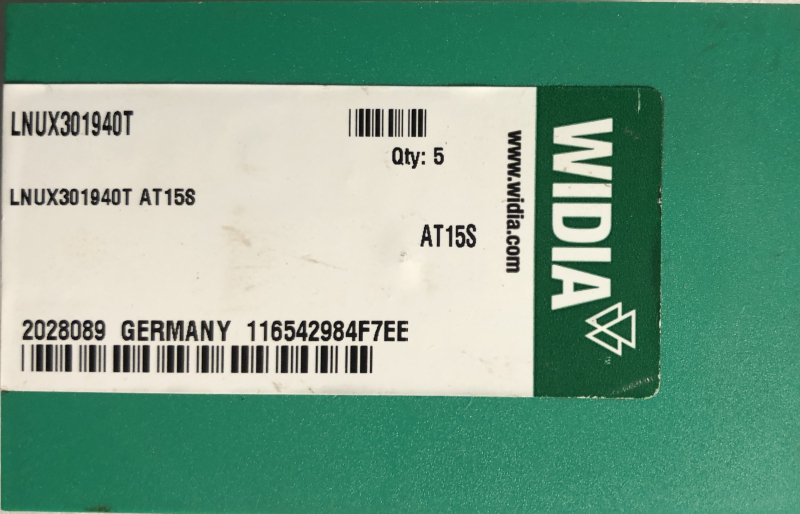 LNUX301940T
Qty: 5
LNUX301940T AT15S
AT15S
2028089 GERMANY 116542984F7EE
www.widia.com
WIDIA